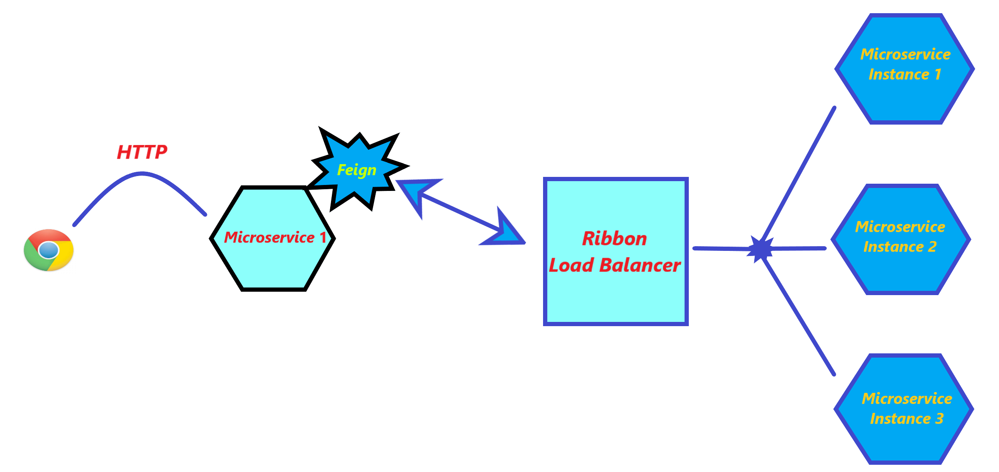 HTTP
Microservice 1
Feign
Ribbon
Load Balancer
Microservice
Instance 1
Microservice
Instance 2
Microservice
Instance 3